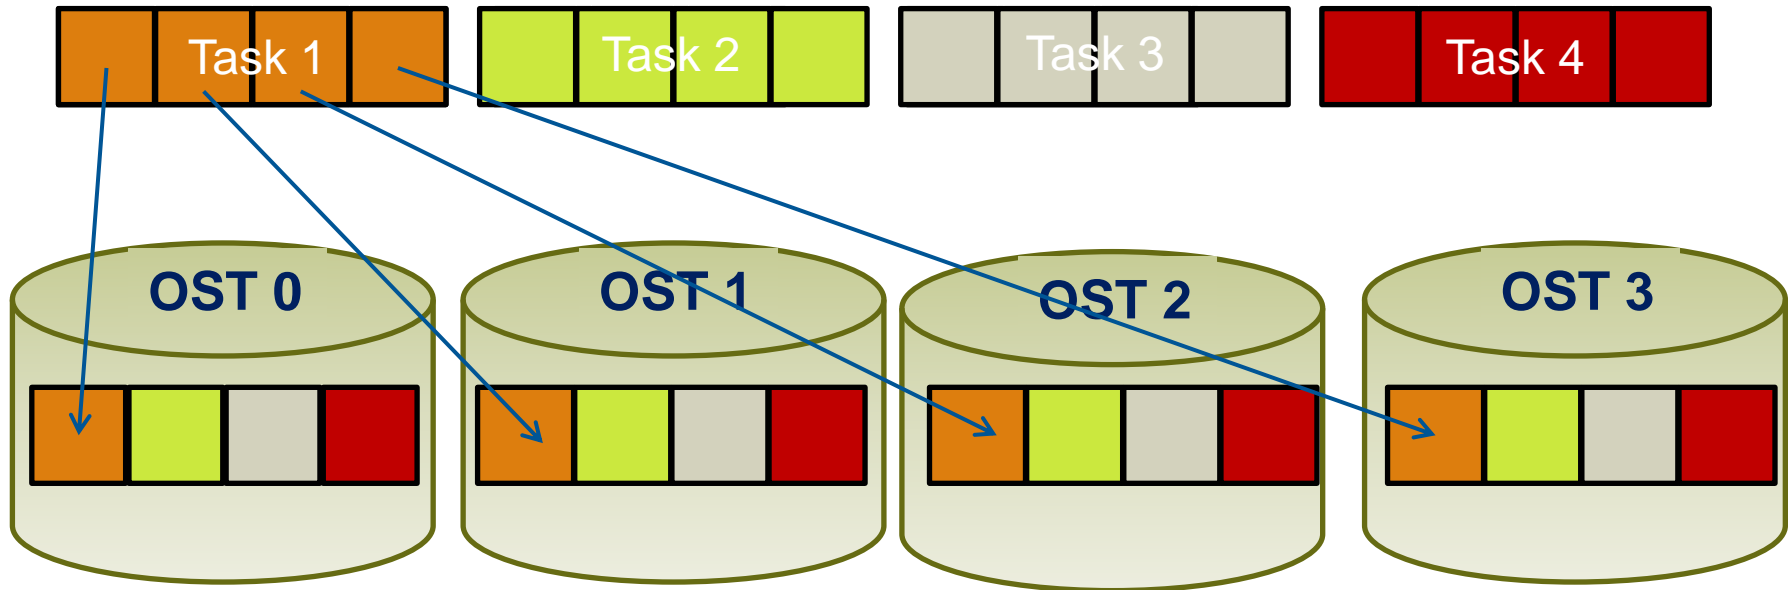 Task 1
Task 2
Task 3
Task 4
OST 0
OST 1
OST 2
OST 3